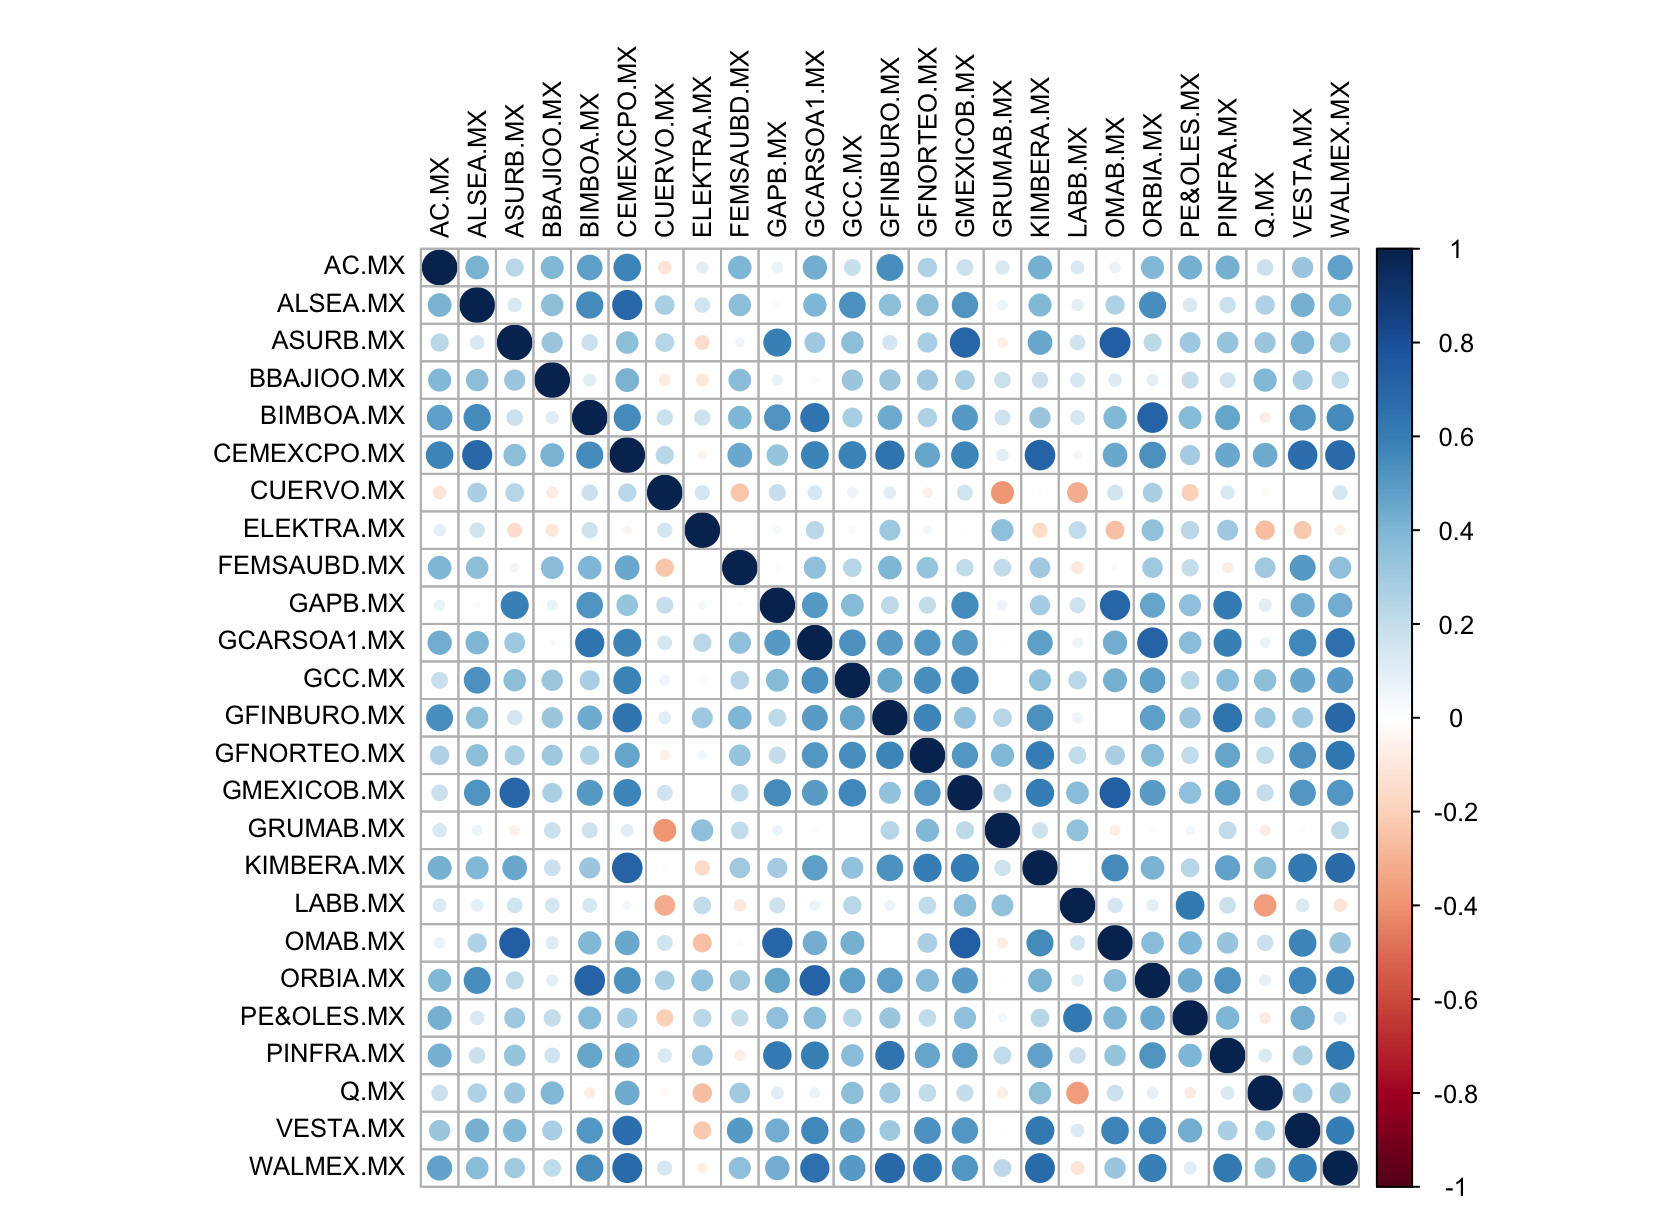 AC.MX
ALSEA.MX
ASURB.MX
BBAJIOO.MX
BIMBOA.MX
CEMEXCPO.MX
CUERVO.MX
ELEKTRA.MX
FEMSAUBD.MX
GAPB.MX
GCARSOA1.MX
GCC.MX
GFINBURO.MX
GFNORTEO.MX
GMEXICOB.MX
GRUMAB.MX
KIMBERA.MX
LABB.MX
OMAB.MX
ORBIA.MX
PE&OLES.MX
PINFRA.MX
Q.MX
VESTA.MX
WALMEX.MX
AC.MX
ALSEA.MX
ASURB.MX
BBAJIOO.MX
BIMBOA.MX
CEMEXCPO.MX
CUERVO.MX
ELEKTRA.MX
FEMSAUBD.MX
GAPB.MX
GCARSOA1.MX
GCC.MX
GFINBURO.MX
GFNORTEO.MX
GMEXICOB.MX
GRUMAB.MX
KIMBERA.MX
LABB.MX
OMAB.MX
ORBIA.MX
PE&OLES.MX
PINFRA.MX
Q.MX
VESTA.MX
WALMEX.MX
1
0.8
0.6
0.4
0.2
0
-0.2
-0.4
-0.6
-0.8
-1